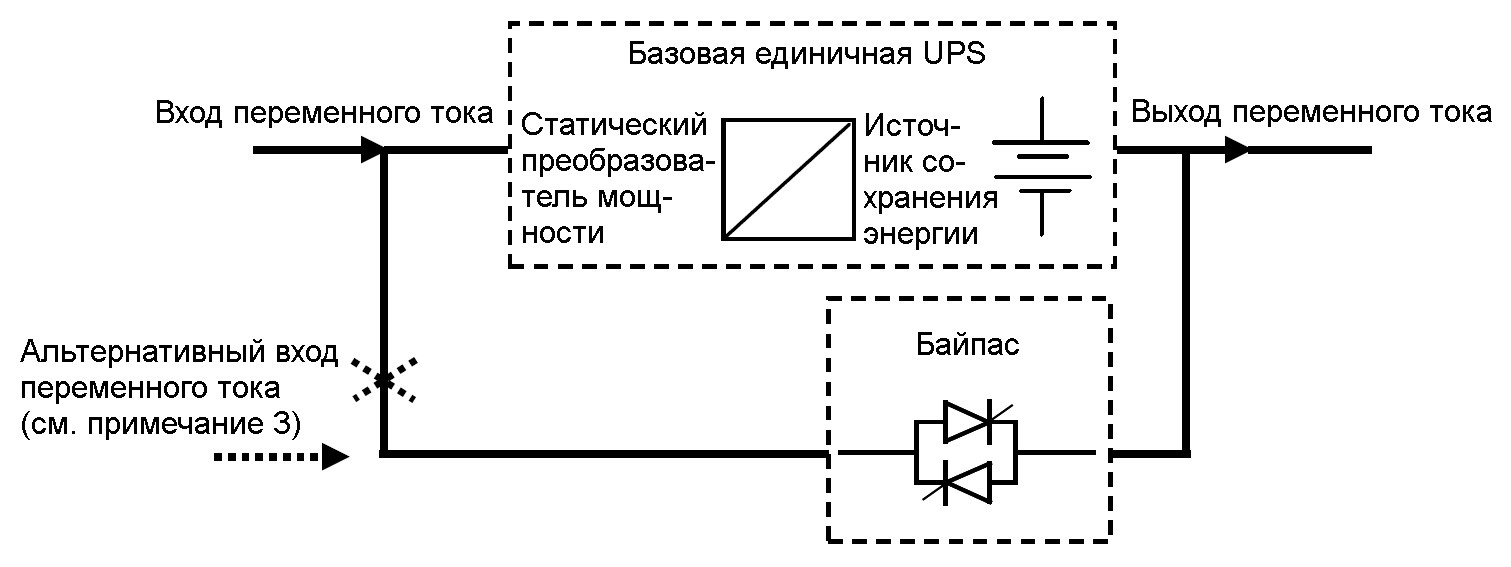 Базовая единичная UPS
Вход переменного тока
Выход переменного тока
Статический
преобразова-
тель мощ-
ности
Источ-
ник со-
хранения
энергии
Байпас
Альтернативный вход
переменного тока
(см. примечание 3)